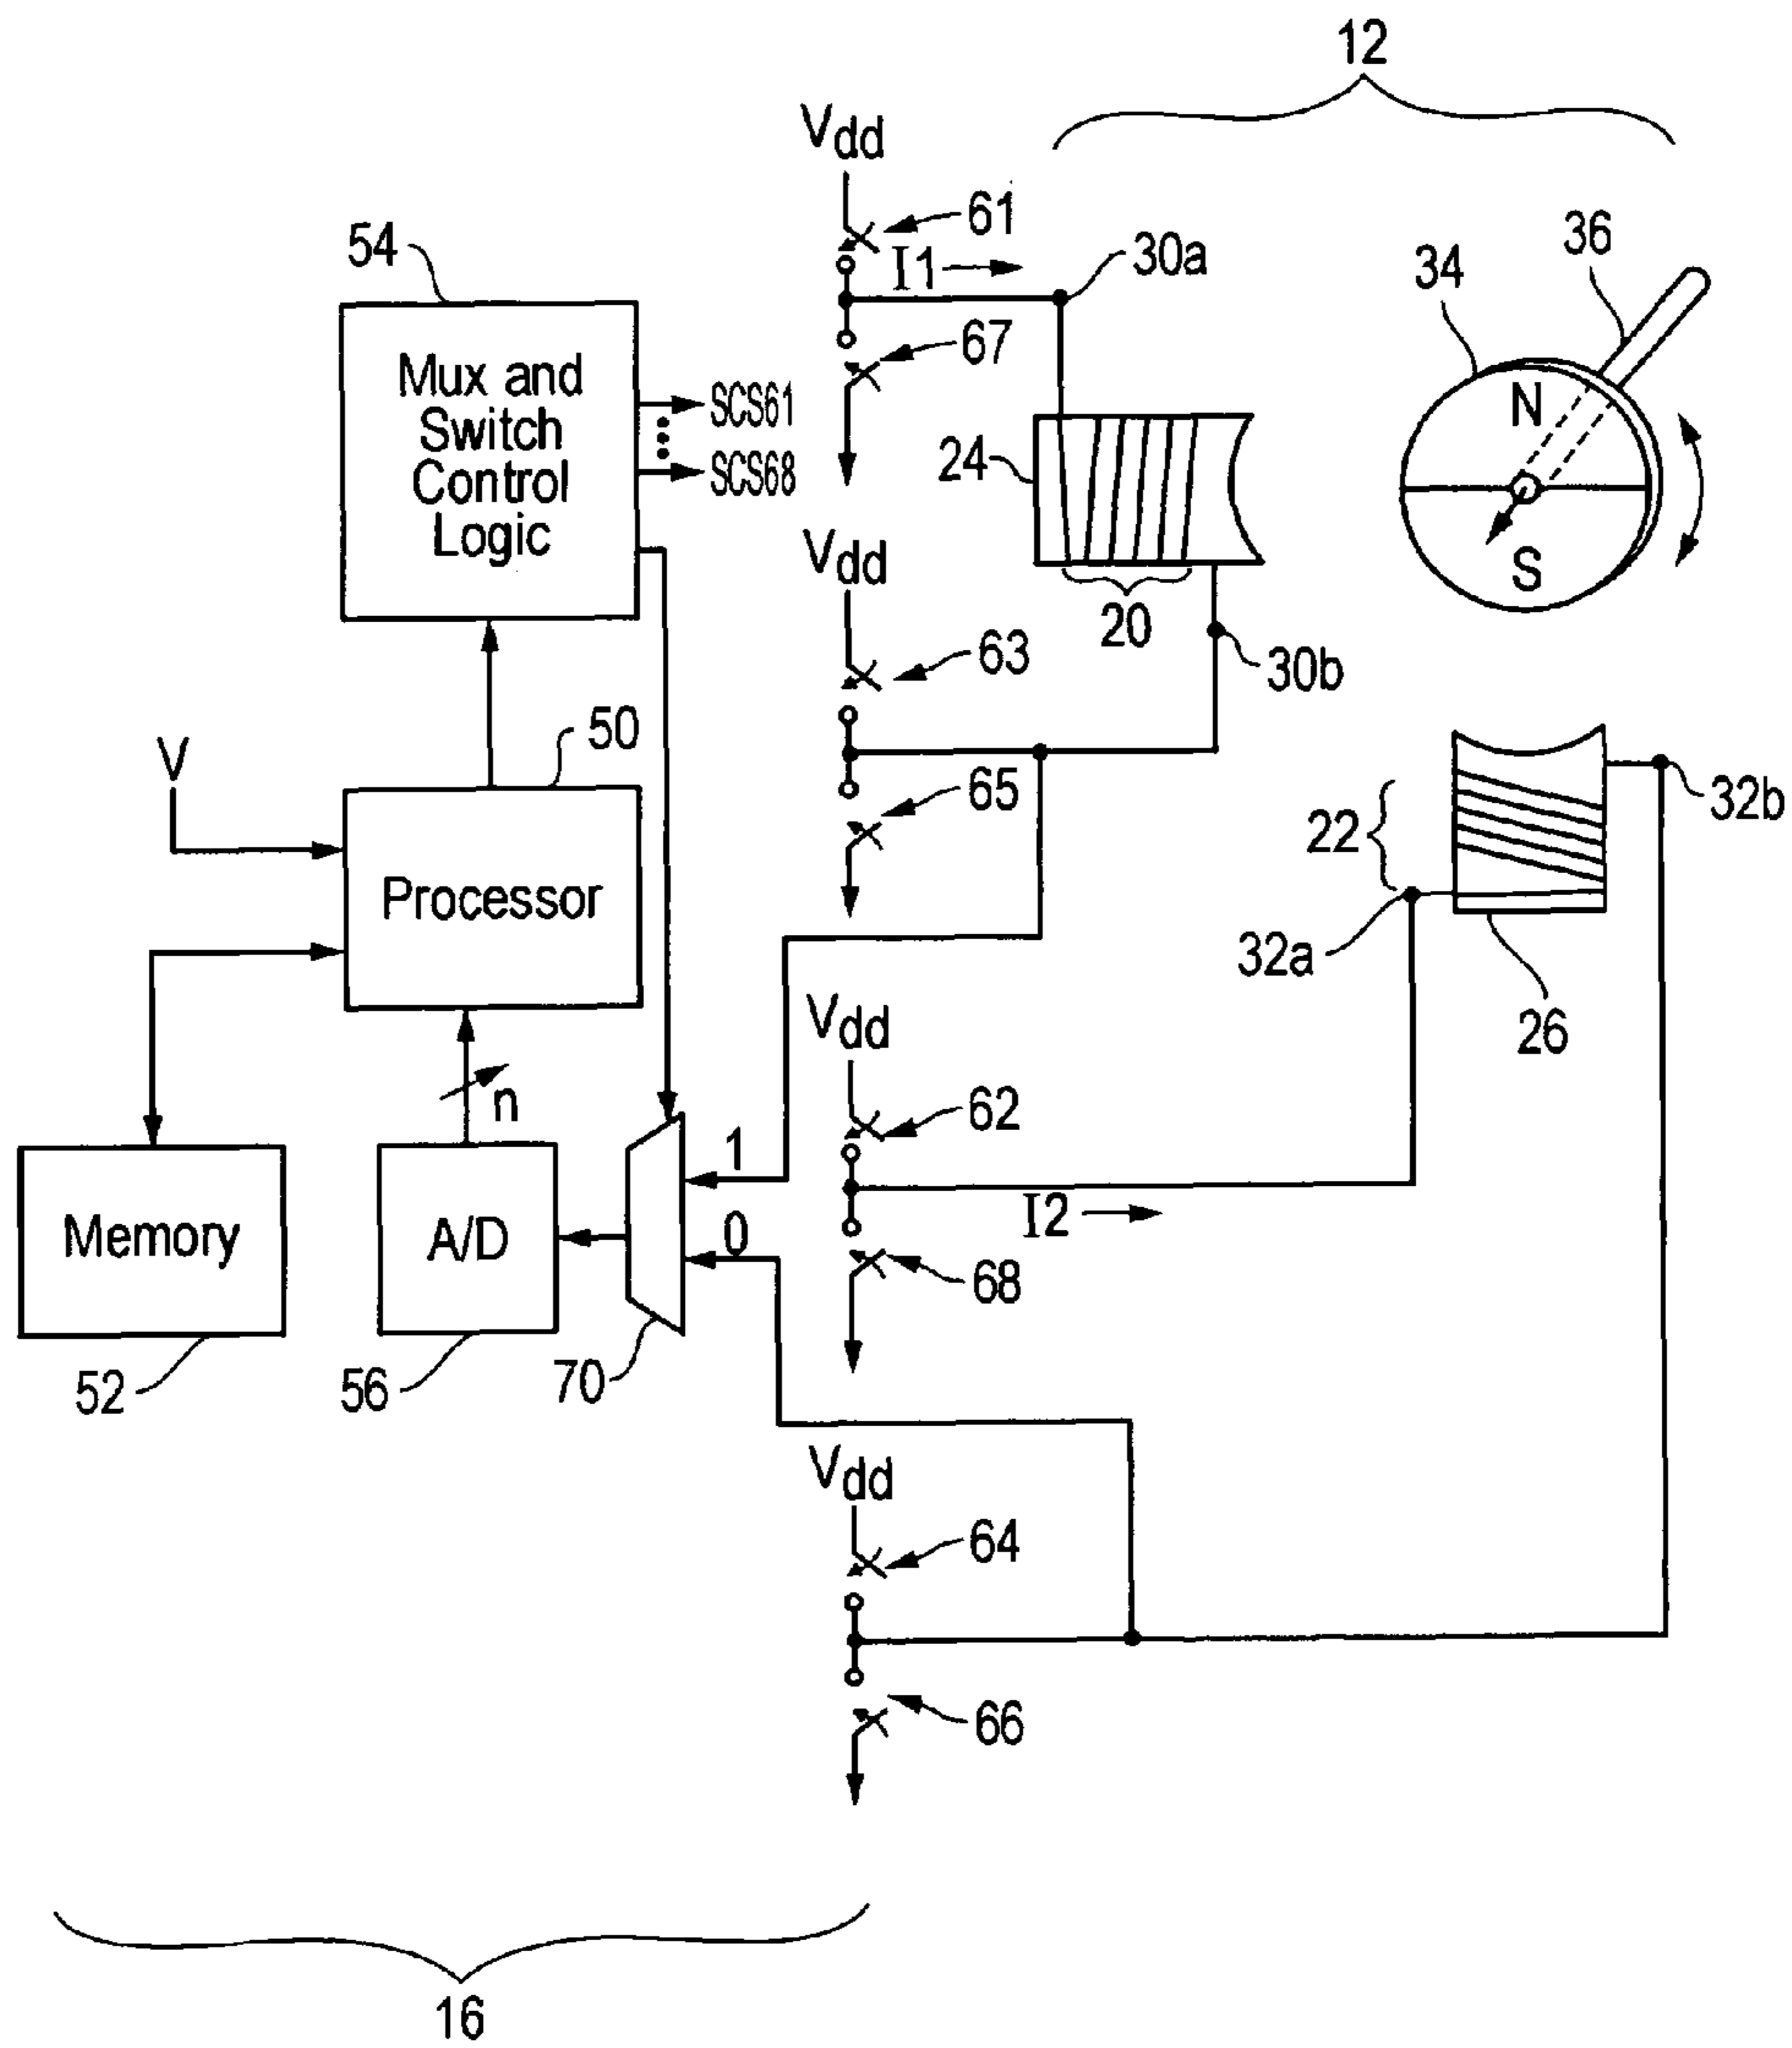 12
Vdd
61
54
I1
30a
36
34
67
Mux and
Switch
Control
Logic
SCS61
SCS68
N
24
S
Vdd
20
63
30b
V
50
65
22
32b
Processor
32a
Vdd
26
n
62
1
Memory
A/D
0
I2
68
52
56
70
Vdd
64
66
16